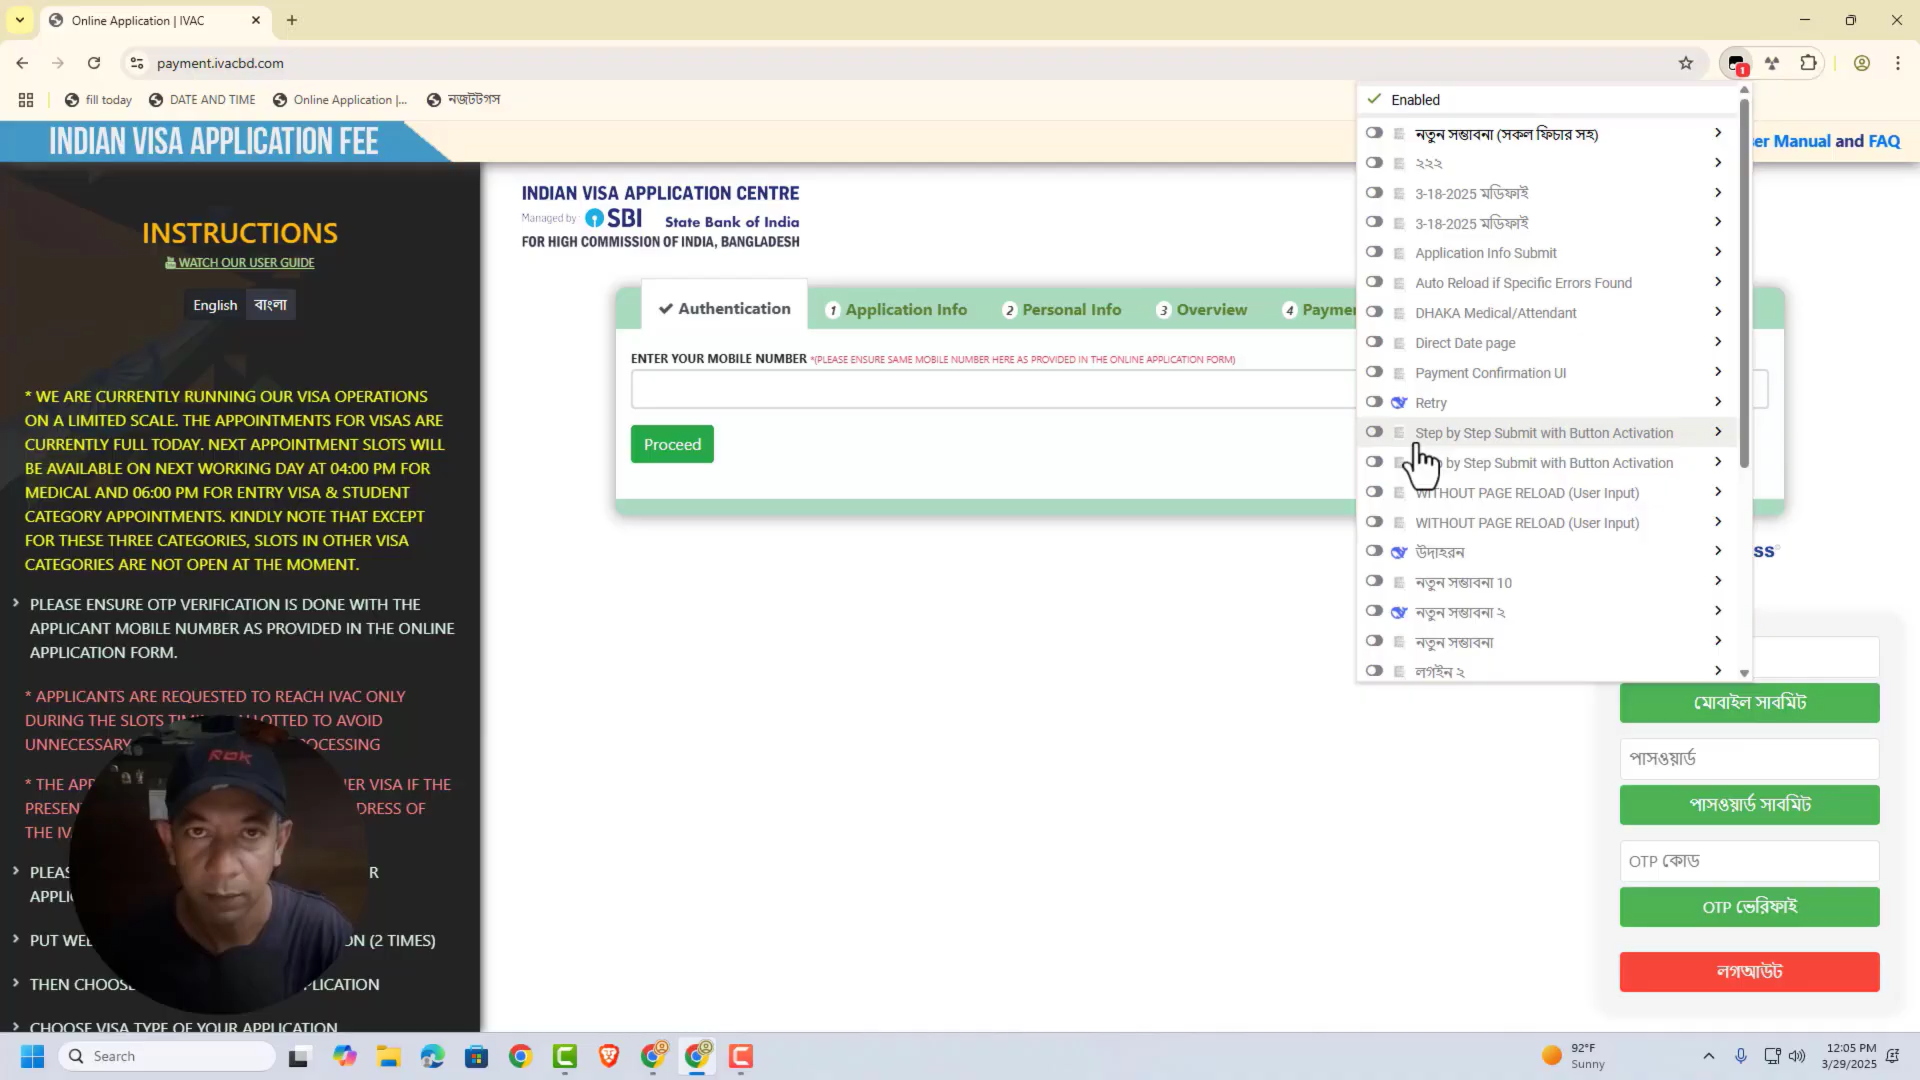 Online Application | IVAC
payment.ivacbd.com
1
fill today
DATE AND TIME
Online Application |...
নজটটগস
INDIAN VISA APPLICATION FEE
er Manual and FAQ
INSTRUCTIONS
WATCH OUR USER GUIDE
English
বাংলা
* WE ARE CURRENTLY RUNNING OUR VISA OPERATIONS
ON A LIMITED SCALE. THE APPOINTMENTS FOR VISAS ARE
CURRENTLY FULL TODAY. NEXT APPOINTMENT SLOTS WILL
BE AVAILABLE ON NEXT WORKING DAY AT 04:00 PM FOR
MEDICAL AND 06:00 PM FOR ENTRY VISA & STUDENT
CATEGORY APPOINTMENTS. KINDLY NOTE THAT EXCEPT
FOR THESE THREE CATEGORIES, SLOTS IN OTHER VISA
CATEGORIES ARE NOT OPEN AT THE MOMENT.
PLEASE ENSURE OTP VERIFICATION IS DONE WITH THE
APPLICANT MOBILE NUMBER AS PROVIDED IN THE ONLINE
APPLICATION FORM.
* APPLICANTS ARE REQUESTED TO REACH IVAC ONLY
DURING THE SLOTS TIM OTTED TO AVOID
UNNECESSARY OCESSING
* THE APP ER VISA IF THE
PRESEN DRESS OF
THE IV
PLEAS R
APPLI
PUT WE ON (2 TIMES)
THEN CHOOS PLICATION
CHOOSE VISA TYPE OF YOUR APPLICATION
ROK
INDIAN VISA APPLICATION CENTRE
Managed by: SBI State Bank of India
FOR HIGH COMMISSION OF INDIA, BANGLADESH
Authentication
1 Application Info
2 Personal Info
3 Overview
4 Payme
ENTER YOUR MOBILE NUMBER *(PLEASE ENSURE SAME MOBILE NUMBER HERE AS PROVIDED IN THE ONLINE APPLICATION FORM)
Proceed
Enabled
নতুন সম্ভাবনা (সকল ফিচার সহ)
২২২
3-18-2025 মডিফাই
3-18-2025 মডিফাই
Application Info Submit
Auto Reload if Specific Errors Found
DHAKA Medical/Attendant
Direct Date page
Payment Confirmation UI
Retry
Step by Step Submit with Button Activation
by Step Submit with Button Activation
WITHOUT PAGE RELOAD (User Input)
WITHOUT PAGE RELOAD (User Input)
উদাহরন
নতুন সম্ভাবনা 10
নতুন সম্ভাবনা ২
নতুন সম্ভাবনা
লগইন ২
ss
মোবাইল সাবমিট
পাসওয়ার্ড
পাসওয়ার্ড সাবমিট
OTP কোড
OTP ভেরিফাই
লগআউট
Search
92°F
Sunny
12:05 PM
3/29/2025